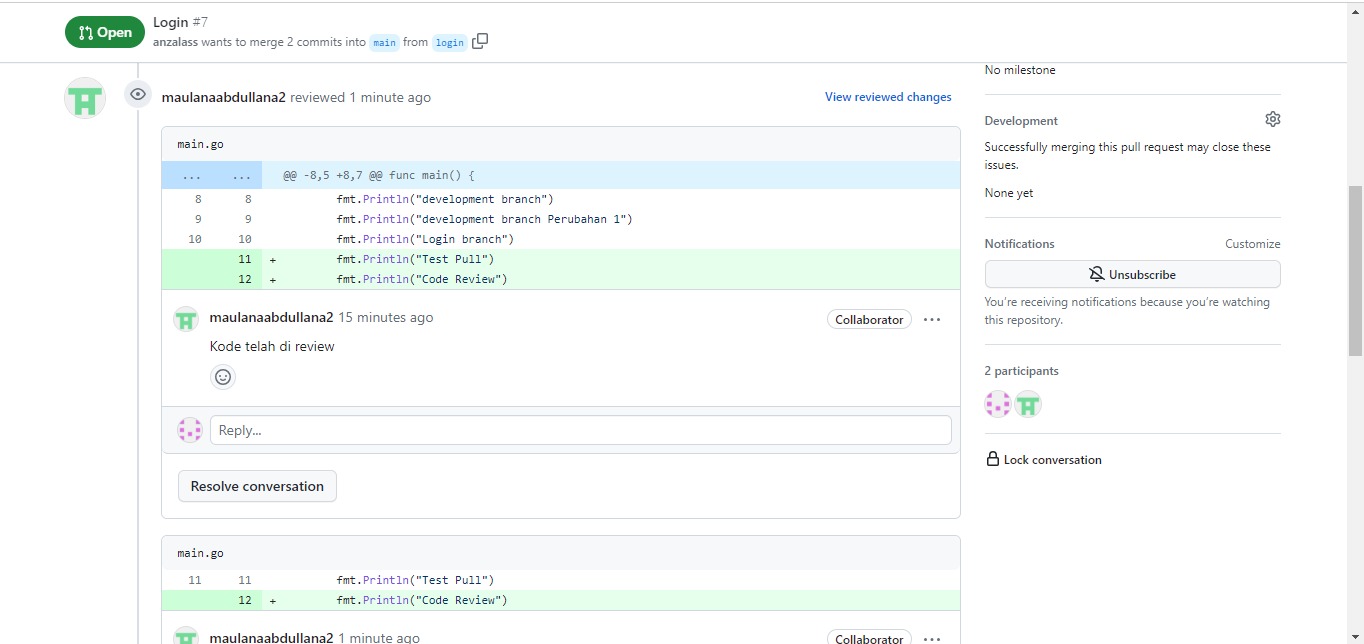 Open
Login #7
anzalass wants to merge 2 commits into main from login
maulanaabdullana2 reviewed 1 minute ago
View reviewed changes
main.go
... ... @@ -8,5 +8,7 @@ func main() {
8 8 fmt.Println("development branch")
9 9 fmt.Println("development branch Perubahan 1")
10 10 fmt.Println("Login branch")
11 + fmt.Println("Test Pull")
12 + fmt.Println("Code Review")
maulanaabdullana2 15 minutes ago
Collaborator ...
Kode telah di review
Reply...
Resolve conversation
main.go
11 11 fmt.Println("Test Pull")
12 + fmt.Println("Code Review")
maulanaabdullana2 1 minute ago
Collaborator ...
No milestone
Development
Successfully merging this pull request may close these
issues.
None yet
Notifications
Customize
Unsubscribe
You're receiving notifications because you're watching
this repository.
2 participants
Lock conversation